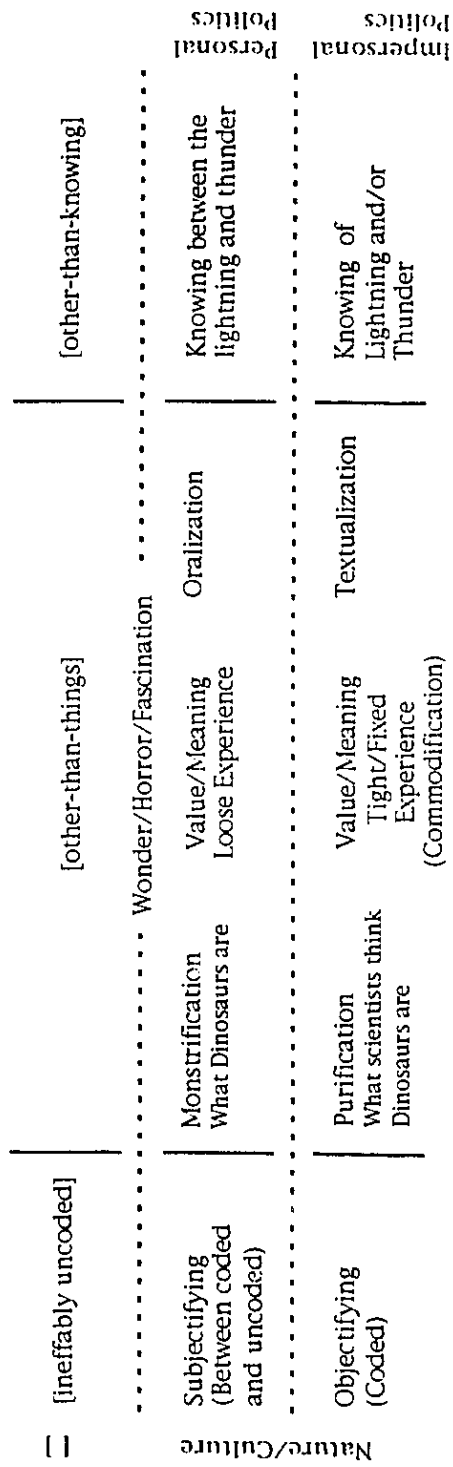 [ ]
[ineffably uncoded]
[other-than-things]
[other-than-knowing]
Wonder/Horror/Fascination
Nature/Culture
Subjectifying
(Between coded
and uncoded)
Monstrification
What Dinosaurs are
Value/Meaning
Loose Experience
Oralization
Knowing between the
lightning and thunder
Personal
Politics
Objectifying
(Coded)
Purification
What scientists think
Dinosaurs are
Value/Meaning
Tight/Fixed
Experience
(Commodification)
Textualization
Knowing of
Lightning and/or
Thunder
Impersonal
Politics